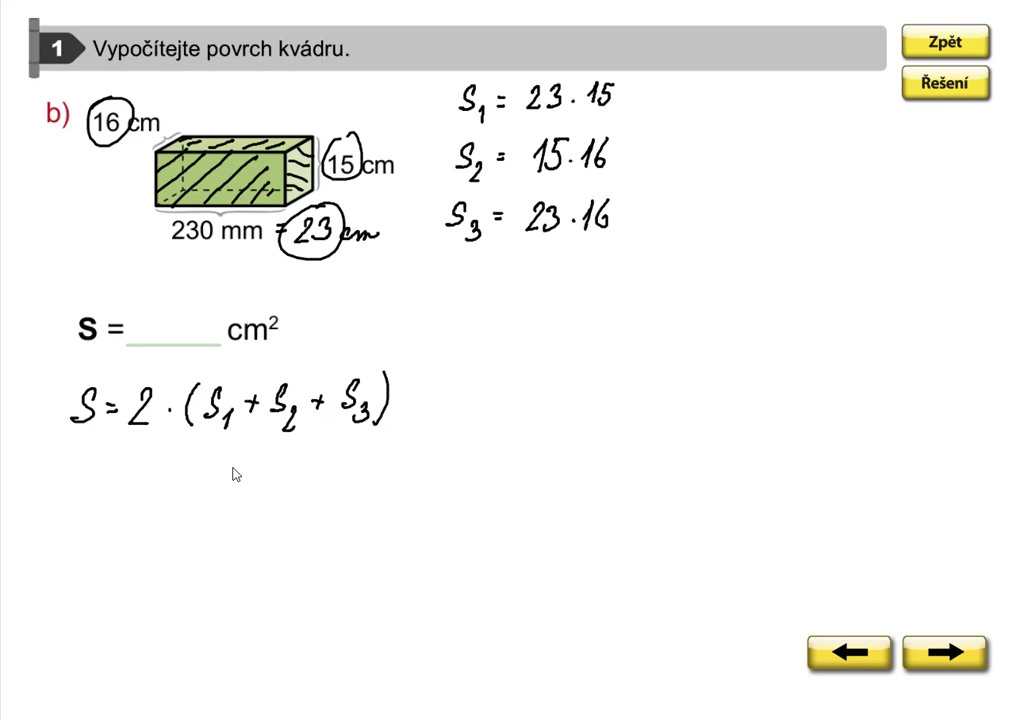 1 Vypočítejte povrch kvádru.
Zpět
Řešení
b) 16 cm
15 cm
230 mm = 23 cm
S₁ = 23 · 15
S₂ = 15 · 16
S₃ = 23 · 16
S = ______ cm²
S = 2 · (S₁ + S₂ + S₃)